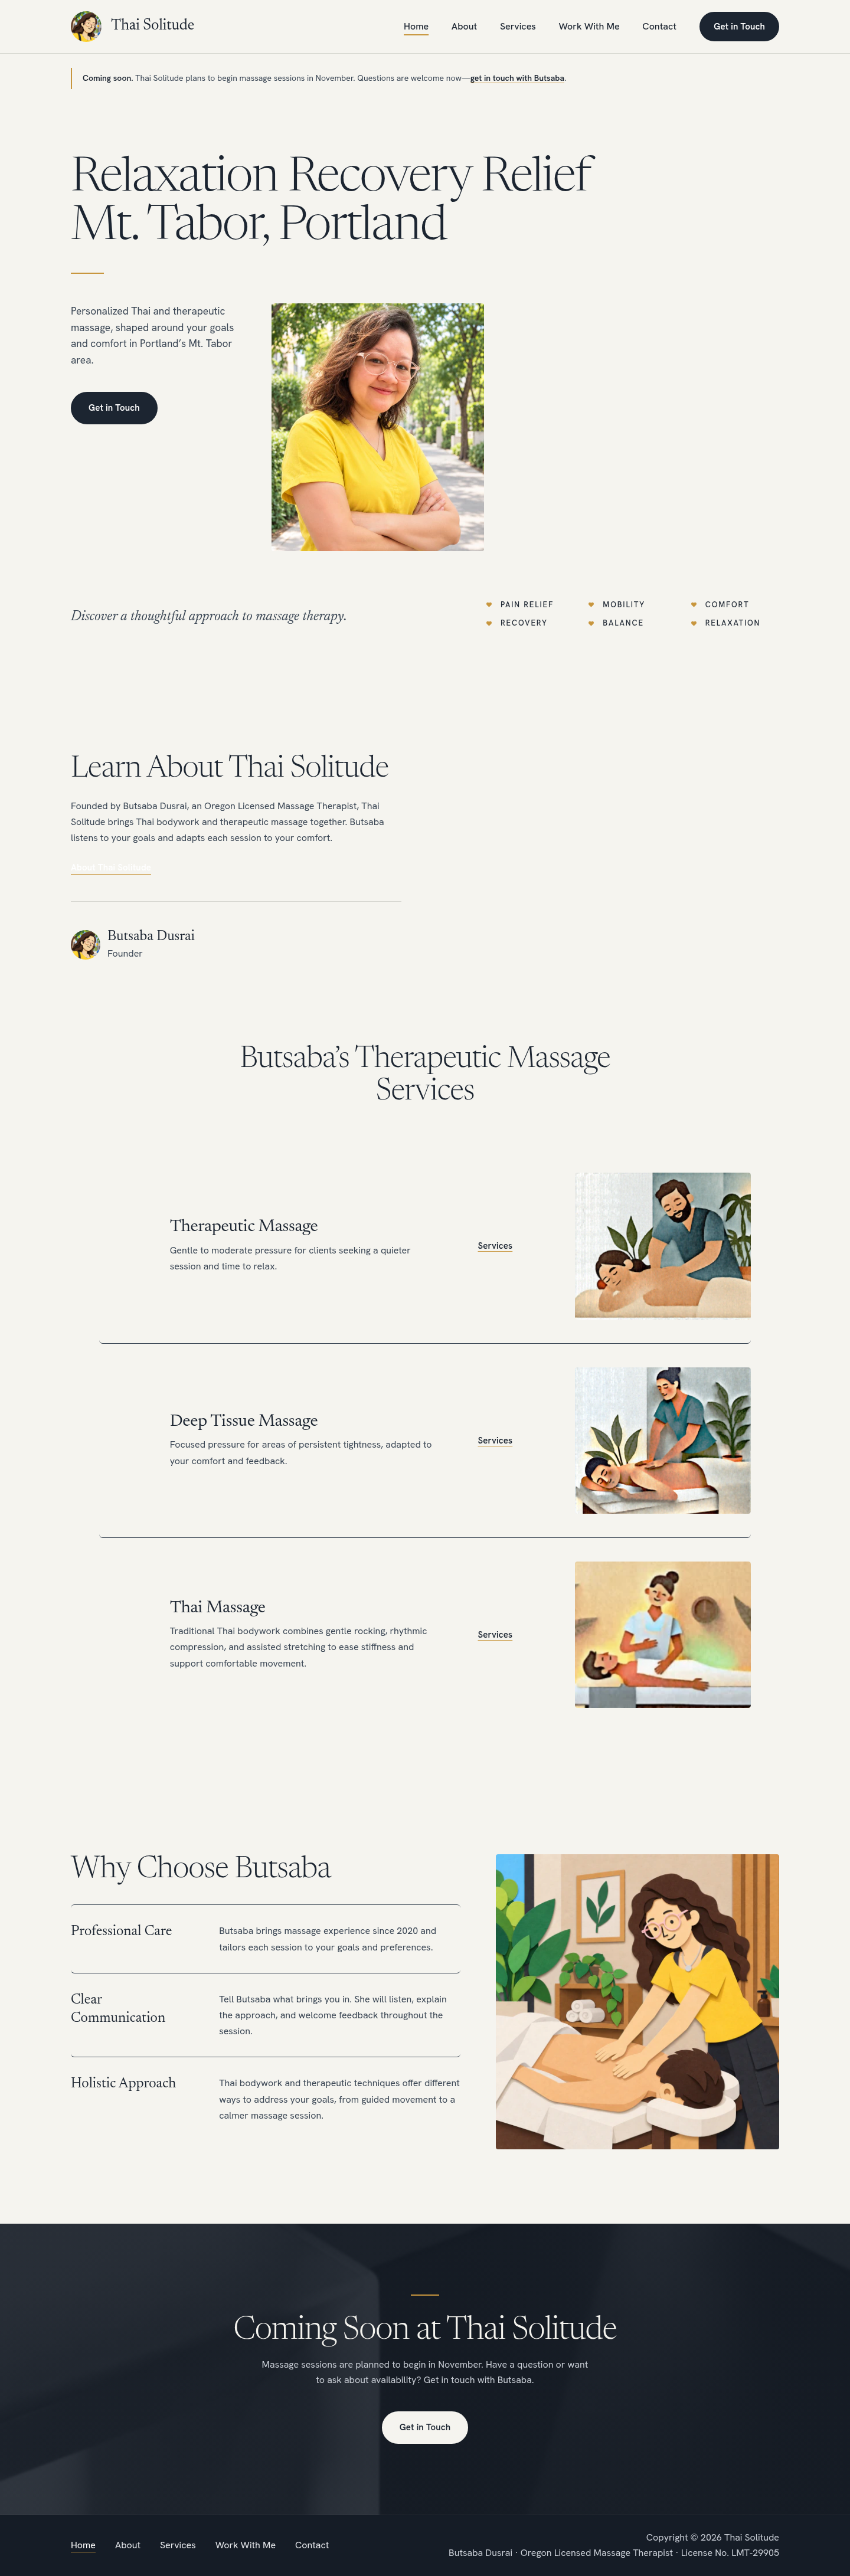 Thai Solitude
Home About Services Work With Me Contact Get in Touch
Coming soon. Thai Solitude plans to begin massage sessions in November. Questions are welcome now—get in touch with Butsaba.
Relaxation Recovery Relief
Mt. Tabor, Portland
Personalized Thai and therapeutic
massage, shaped around your goals
and comfort in Portland’s Mt. Tabor
area.
Get in Touch
Discover a thoughtful approach to massage therapy.
PAIN RELIEF MOBILITY COMFORT
RECOVERY BALANCE RELAXATION
Learn About Thai Solitude
Founded by Butsaba Dusrai, an Oregon Licensed Massage Therapist, Thai
Solitude brings Thai bodywork and therapeutic massage together. Butsaba
listens to your goals and adapts each session to your comfort.
About Thai Solitude
Butsaba Dusrai
Founder
Butsaba’s Therapeutic Massage
Services
Therapeutic Massage
Gentle to moderate pressure for clients seeking a quieter
session and time to relax.
Services
Deep Tissue Massage
Focused pressure for areas of persistent tightness, adapted to
your comfort and feedback.
Services
Thai Massage
Traditional Thai bodywork combines gentle rocking, rhythmic
compression, and assisted stretching to ease stiffness and
support comfortable movement.
Services
Why Choose Butsaba
Professional Care
Butsaba brings massage experience since 2020 and
tailors each session to your goals and preferences.
Clear
Communication
Tell Butsaba what brings you in. She will listen, explain
the approach, and welcome feedback throughout the
session.
Holistic Approach
Thai bodywork and therapeutic techniques offer different
ways to address your goals, from guided movement to a
calmer massage session.
Coming Soon at Thai Solitude
Massage sessions are planned to begin in November. Have a question or want
to ask about availability? Get in touch with Butsaba.
Get in Touch
Home About Services Work With Me Contact
Copyright © 2026 Thai Solitude
Butsaba Dusrai · Oregon Licensed Massage Therapist · License No. LMT-29905